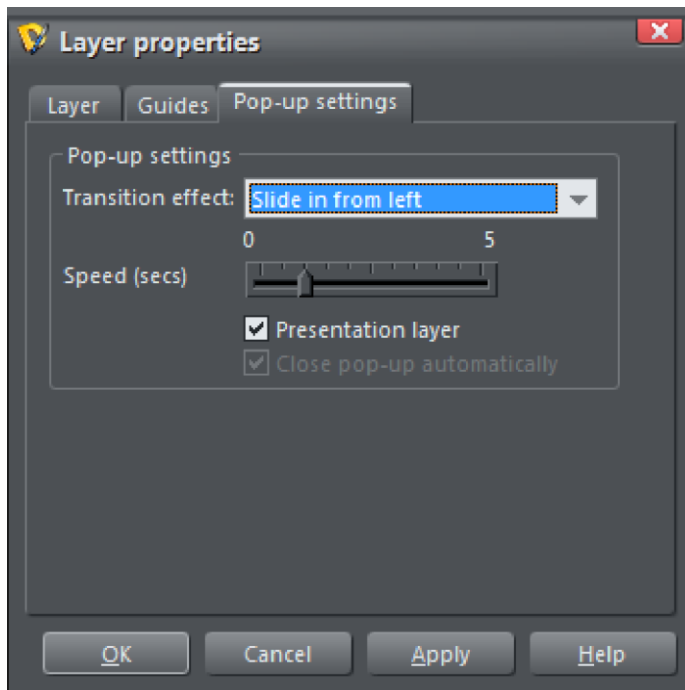 Layer properties
Layer Guides Pop-up settings
Pop-up settings
Transition effect: Slide in from left
0 5
Speed (secs)
Presentation layer
Close pop-up automatically
OK Cancel Apply Help